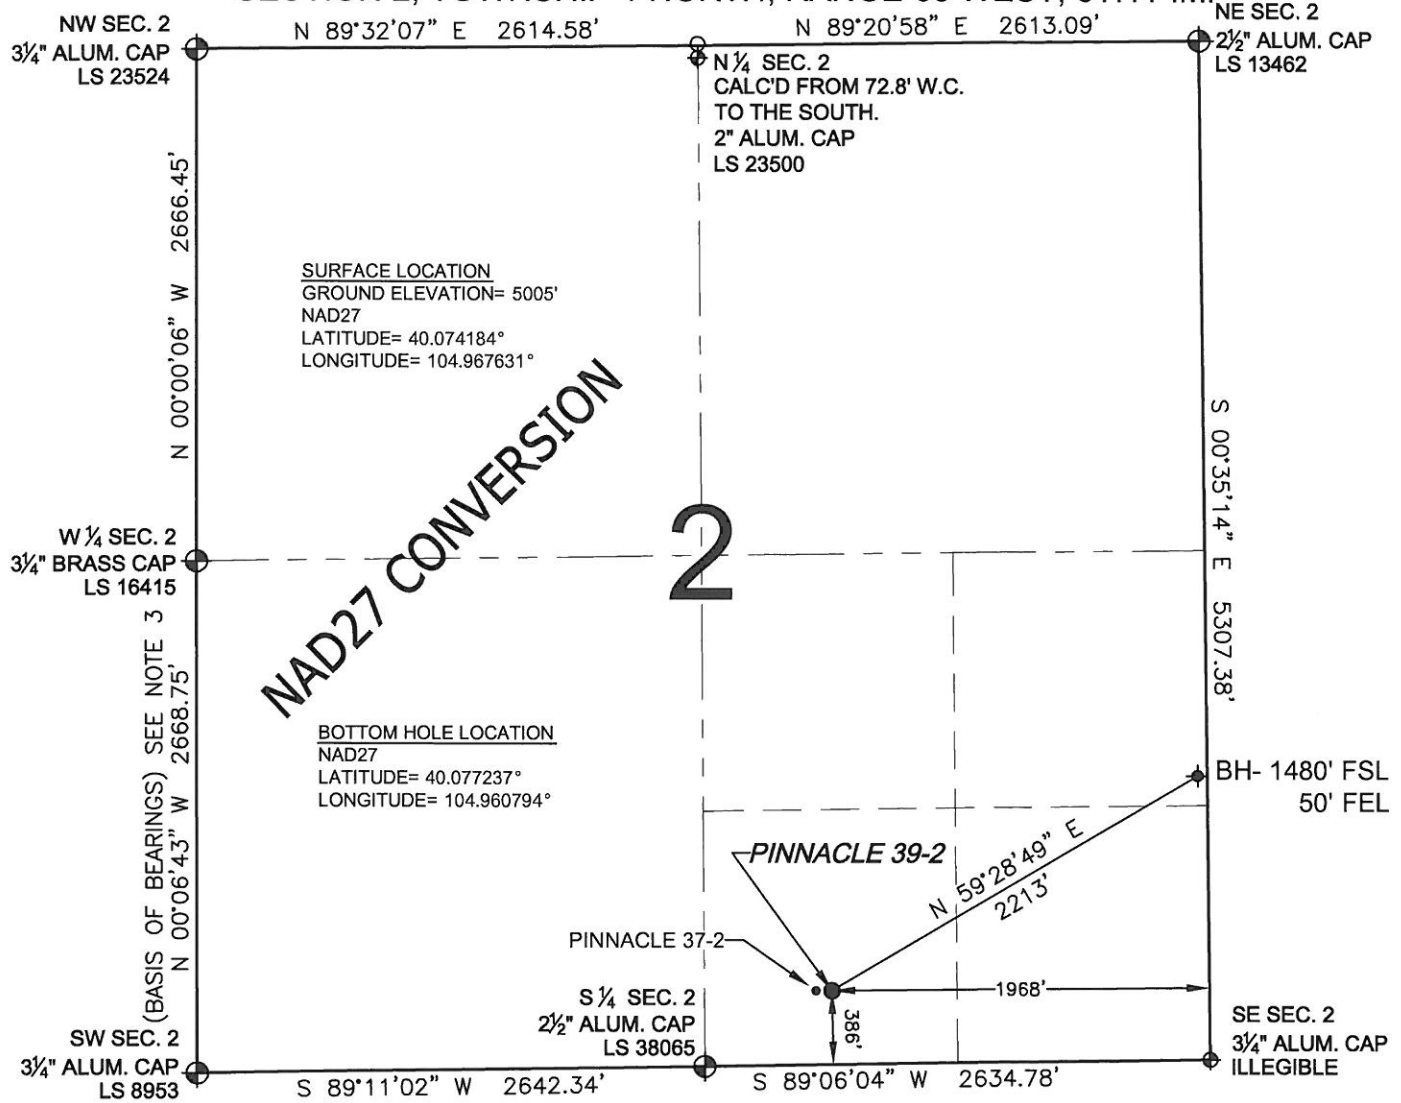 NW SEC. 2
3¼" ALUM. CAP
LS 23524
N 89°32'07" E 2614.58'
N 89°20'58" E 2613.09'
NE SEC. 2
2½" ALUM. CAP
LS 13462
N ¼ SEC. 2
CALC'D FROM 72.8' W.C.
TO THE SOUTH.
2" ALUM. CAP
LS 23500
N 00°00'06" W 2666.45'
SURFACE LOCATION
GROUND ELEVATION= 5005'
NAD27
LATITUDE= 40.074184°
LONGITUDE= 104.967631°
NAD27 CONVERSION
S 00°35'14" E 5307.38'
2
W ¼ SEC. 2
3¼" BRASS CAP
LS 16415
(BASIS OF BEARINGS) SEE NOTE 3
N 00°06'43" W 2668.75'
BOTTOM HOLE LOCATION
NAD27
LATITUDE= 40.077237°
LONGITUDE= 104.960794°
BH- 1480' FSL
50' FEL
PINNACLE 39-2
N 59°28'49" E
2213'
PINNACLE 37-2
1968'
386'
S ¼ SEC. 2
2½" ALUM. CAP
LS 38065
SW SEC. 2
3¼" ALUM. CAP
LS 8953
SE SEC. 2
3¼" ALUM. CAP
ILLEGIBLE
S 89°11'02" W 2642.34'
S 89°06'04" W 2634.78'